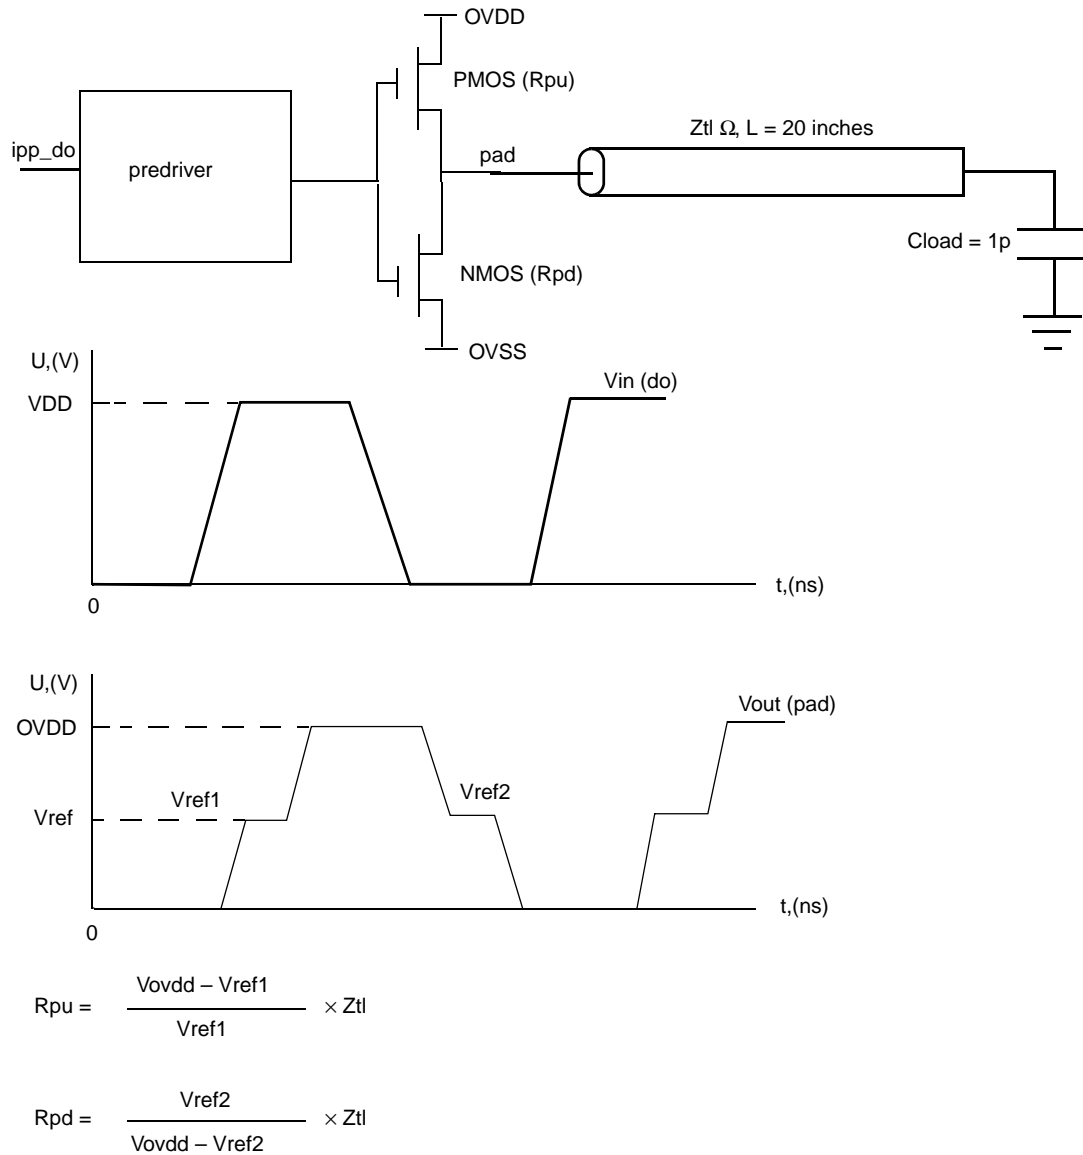 OVDD
PMOS (Rpu)
Ztl Ω, L = 20 inches
ipp_do
predriver
pad
Cload = 1p
NMOS (Rpd)
OVSS
U,(V)
Vin (do)
VDD
t,(ns)
0
U,(V)
Vout (pad)
OVDD
Vref1
Vref2
Vref
t,(ns)
0
Vovdd – Vref1
Rpu = × Ztl
Vref1
Vref2
Rpd = × Ztl
Vovdd – Vref2